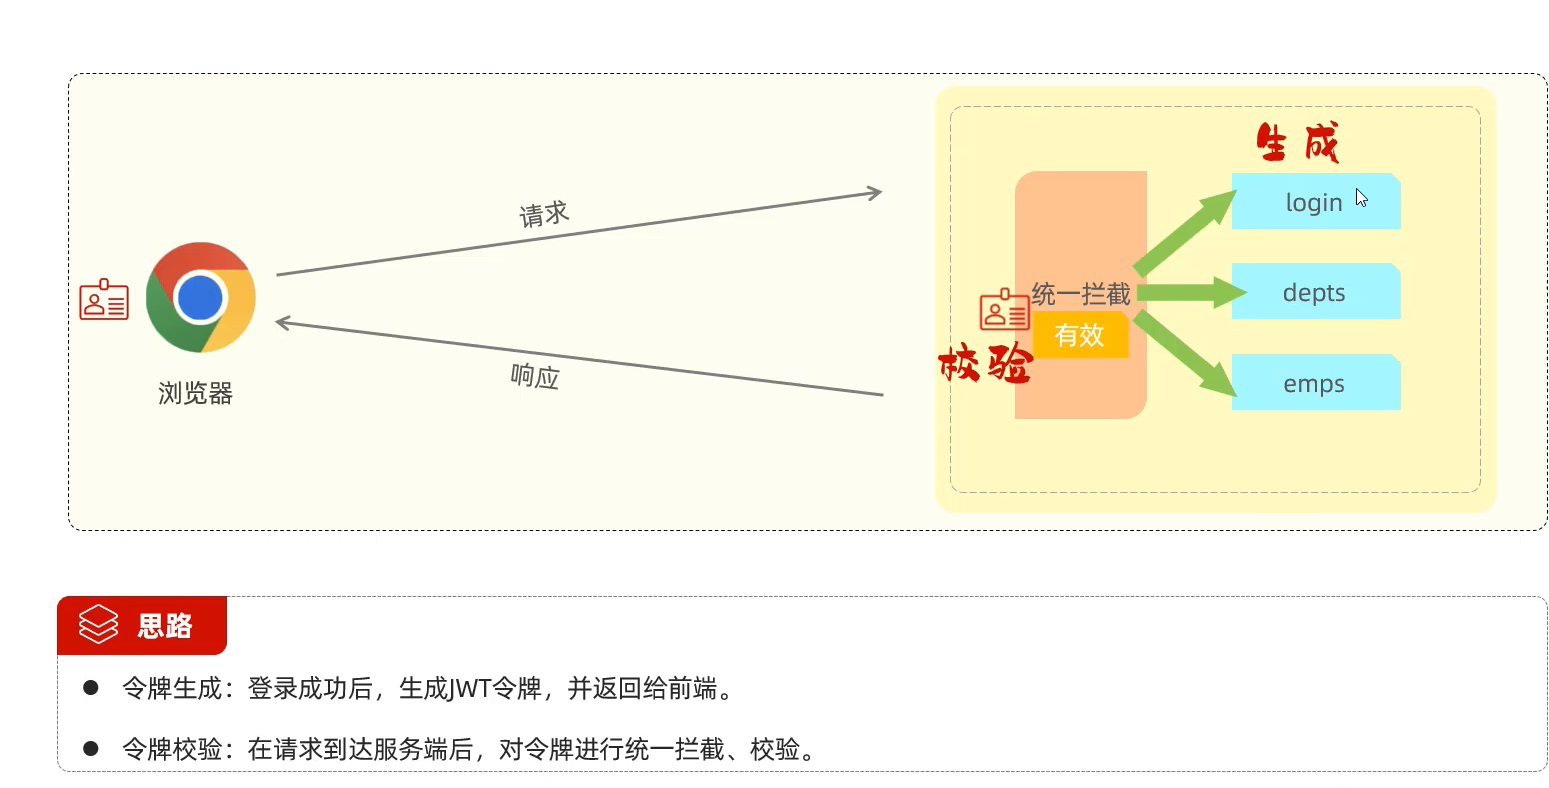 生成
login
请求
统一拦截
depts
有效
校验
浏览器
响应
emps
思路
令牌生成：登录成功后，生成JWT令牌，并返回给前端。
令牌校验：在请求到达服务端后，对令牌进行统一拦截、校验。